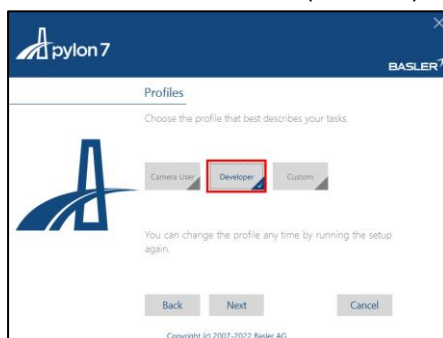 pylon 7
BASLER
Profiles
Choose the profile that best describes your tasks.
Camera User
Developer
Custom
You can change the profile any time by running the setup
again.
Back
Next
Cancel
Copyright (c) 2007-2022 Basler AG